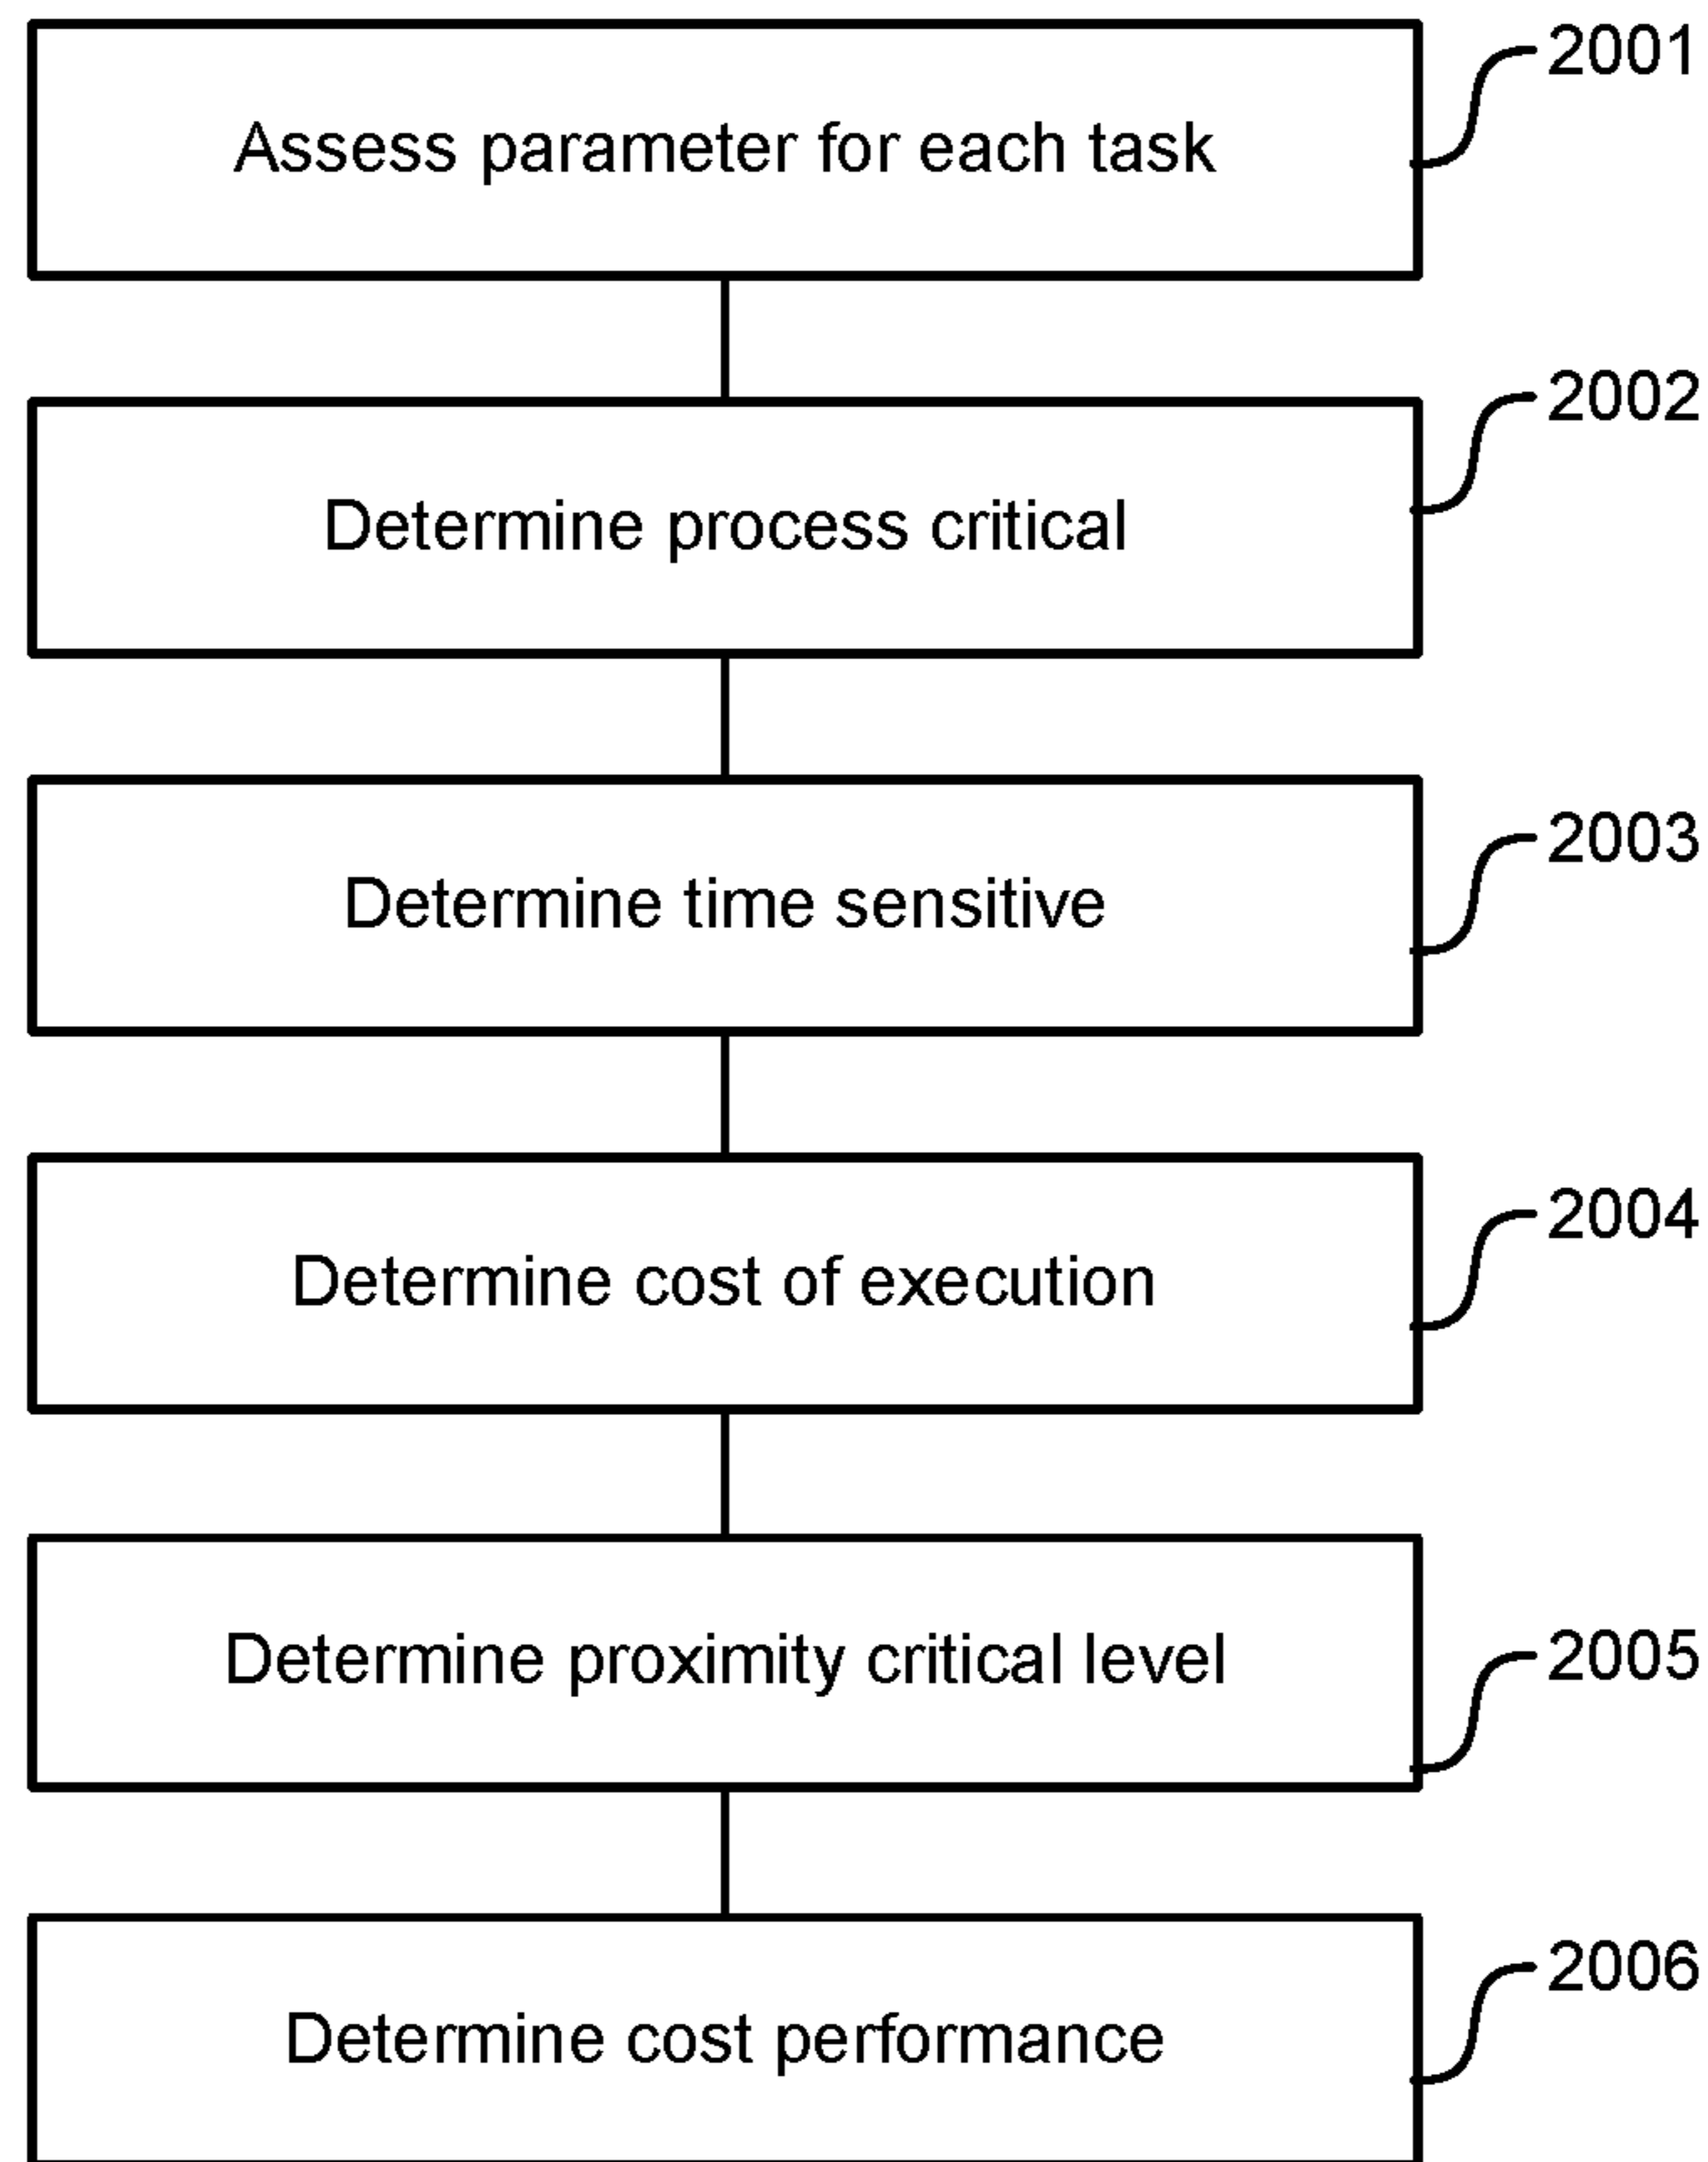 2001
Assess parameter for each task
2002
Determine process critical
2003
Determine time sensitive
2004
Determine cost of execution
2005
Determine proximity critical level
2006
Determine cost performance